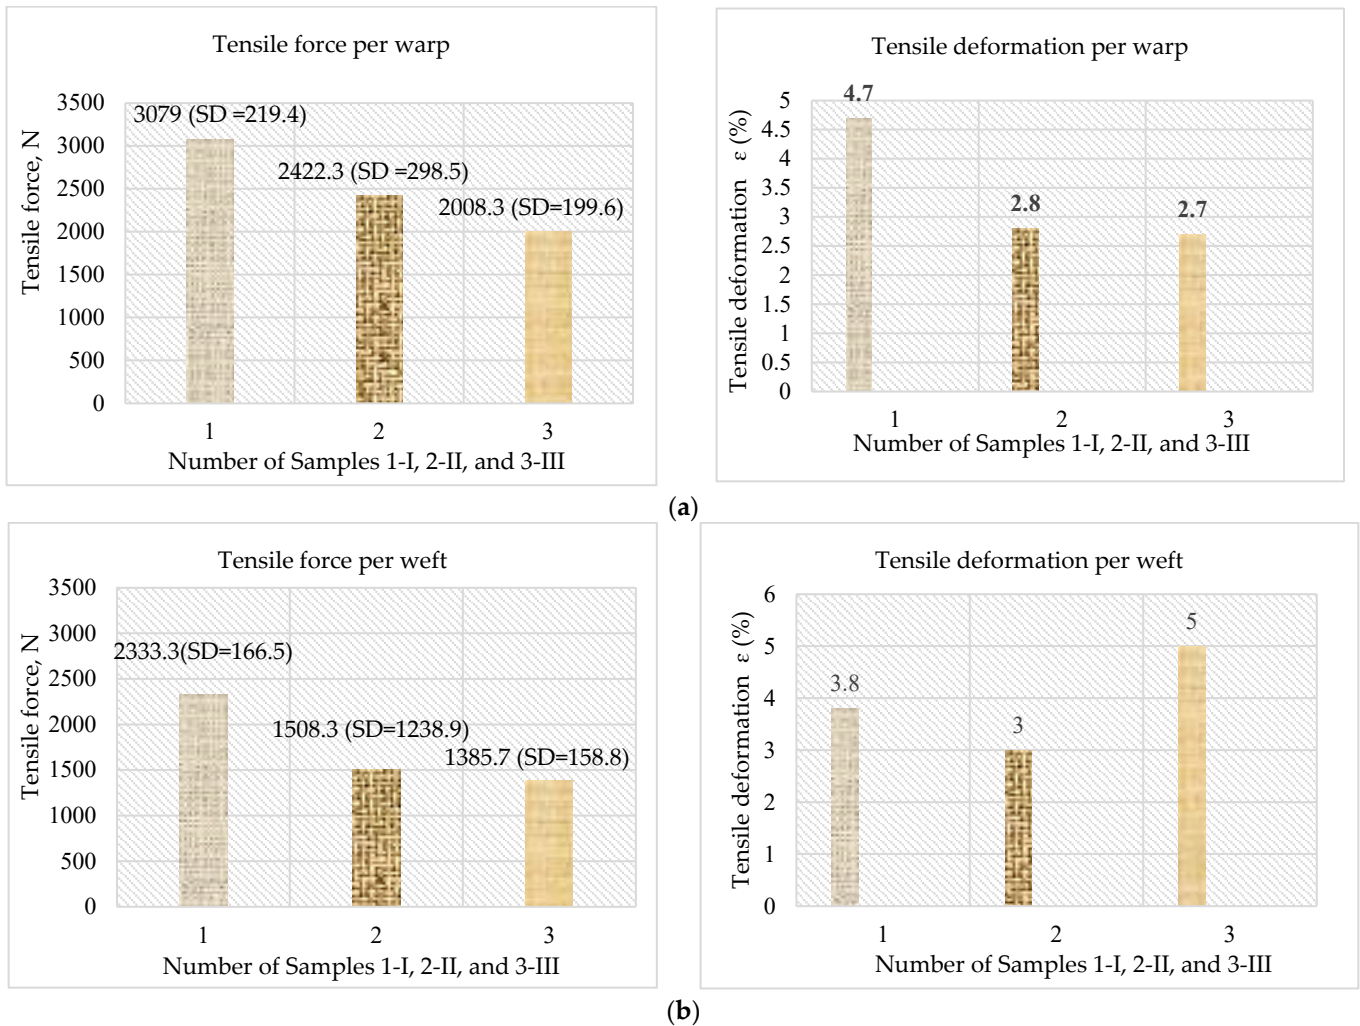 Tensile force per warp
Tensile force, N
3500
3000
2500
2000
1500
1000
500
0
3079 (SD =219.4)
2422.3 (SD =298.5)
2008.3 (SD=199.6)
1
2
3
Number of Samples 1-I, 2-II, and 3-III
Tensile deformation per warp
Tensile deformation ε (%)
5
4.5
4
3.5
3
2.5
2
1.5
1
0.5
0
4.7
2.8
2.7
1
2
3
Number of Samples 1-I, 2-II, and 3-III
(a)
Tensile force per weft
Tensile force, N
3500
3000
2500
2000
1500
1000
500
0
2333.3(SD=166.5)
1508.3 (SD=1238.9)
1385.7 (SD=158.8)
1
2
3
Number of Samples 1-I, 2-II, and 3-III
Tensile deformation per weft
Tensile deformation ε (%)
6
5
4
3
2
1
0
3.8
3
5
1
2
3
Number of Samples 1-I, 2-II, and 3-III
(b)